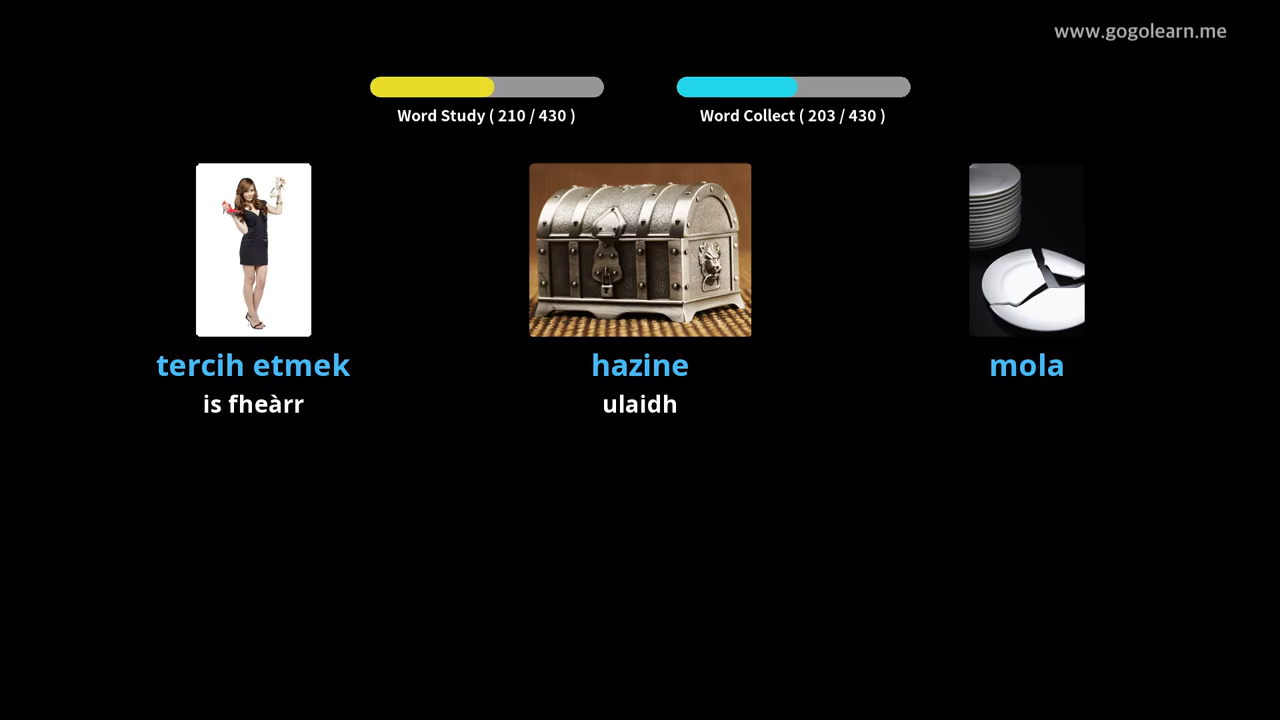 www.gogolearn.me
Word Study ( 210 / 430 )
Word Collect ( 203 / 430 )
tercih etmek
is fheàrr
hazine
ulaidh
mola